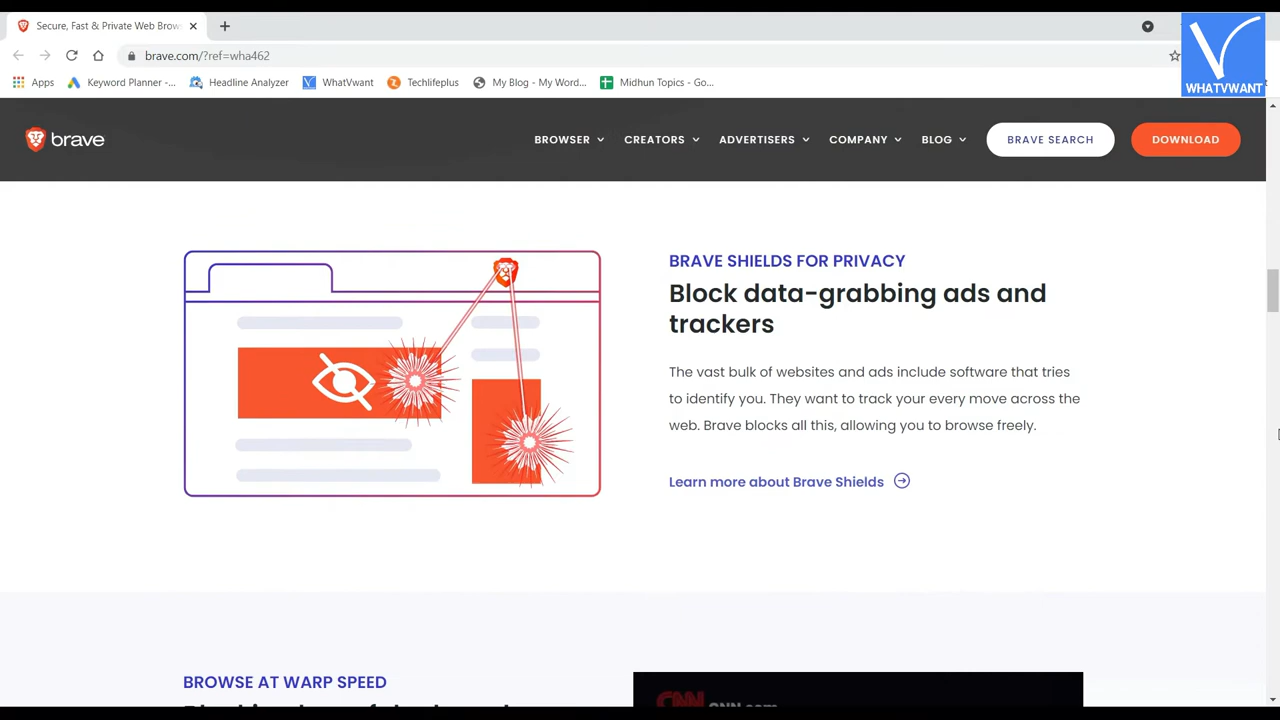 Secure, Fast & Private Web Brow
brave.com/?ref=wha462
Apps
Keyword Planner -...
Headline Analyzer
WhatVwant
Techlifeplus
My Blog - My Word...
Midhun Topics - Go...
WHATVWANT
brave
BROWSER
CREATORS
ADVERTISERS
COMPANY
BLOG
BRAVE SEARCH
DOWNLOAD
BRAVE SHIELDS FOR PRIVACY
Block data-grabbing ads and
trackers
The vast bulk of websites and ads include software that tries
to identify you. They want to track your every move across the
web. Brave blocks all this, allowing you to browse freely.
Learn more about Brave Shields
BROWSE AT WARP SPEED
CNN CNN.com